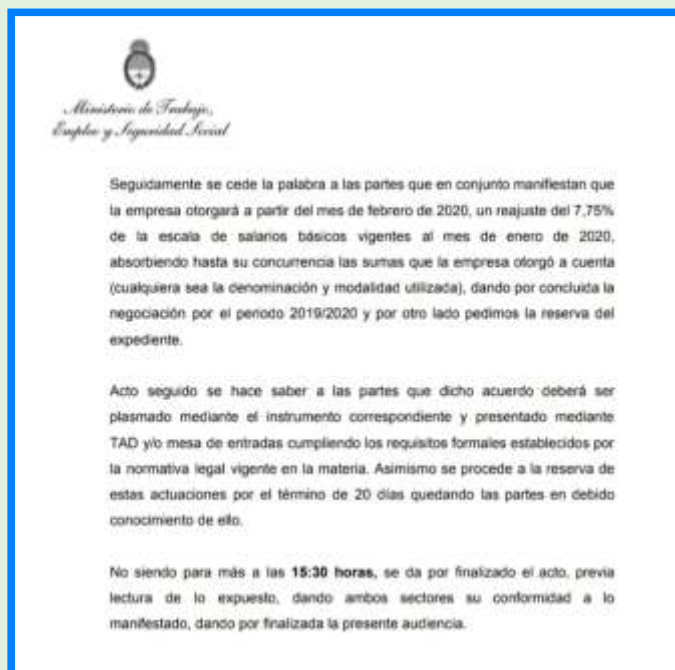 Ministerio de Trabajo,
Empleo y Seguridad Social
Seguidamente se cede la palabra a las partes que en conjunto manifiestan que
la empresa otorgará a partir del mes de febrero de 2020, un reajuste del 7,75%
de la escala de salarios básicos vigentes al mes de enero de 2020,
absorbiendo hasta su concurrencia las sumas que la empresa otorgó a cuenta
(cualquiera sea la denominación y modalidad utilizada), dando por concluida la
negociación por el periodo 2019/2020 y por otro lado pedimos la reserva del
expediente.
Acto seguido se hace saber a las partes que dicho acuerdo deberá ser
plasmado mediante el instrumento correspondiente y presentado mediante
TAD y/o mesa de entradas cumpliendo los requisitos formales establecidos por
la normativa legal vigente en la materia. Asimismo se procede a la reserva de
estas actuaciones por el término de 20 días quedando las partes en debido
conocimiento de ello.
No siendo para más a las 15:30 horas, se da por finalizado el acto, previa
lectura de lo expuesto, dando ambos sectores su conformidad a lo
manifestado, dando por finalizada la presente audiencia.